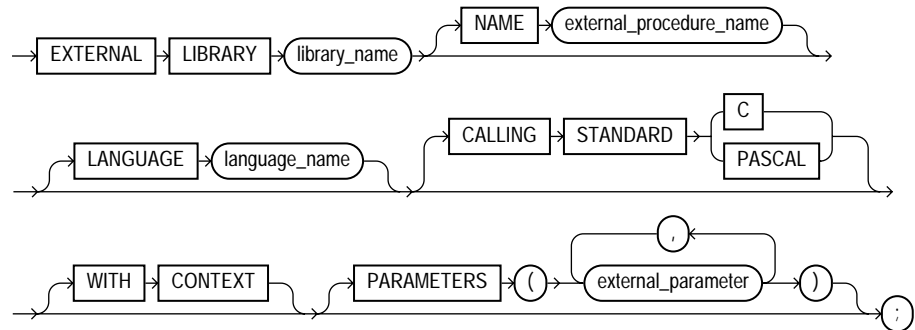 NAME external_procedure_name
EXTERNAL LIBRARY library_name
C
LANGUAGE language_name CALLING STANDARD
PASCAL
,
WITH CONTEXT PARAMETERS ( external_parameter )
;